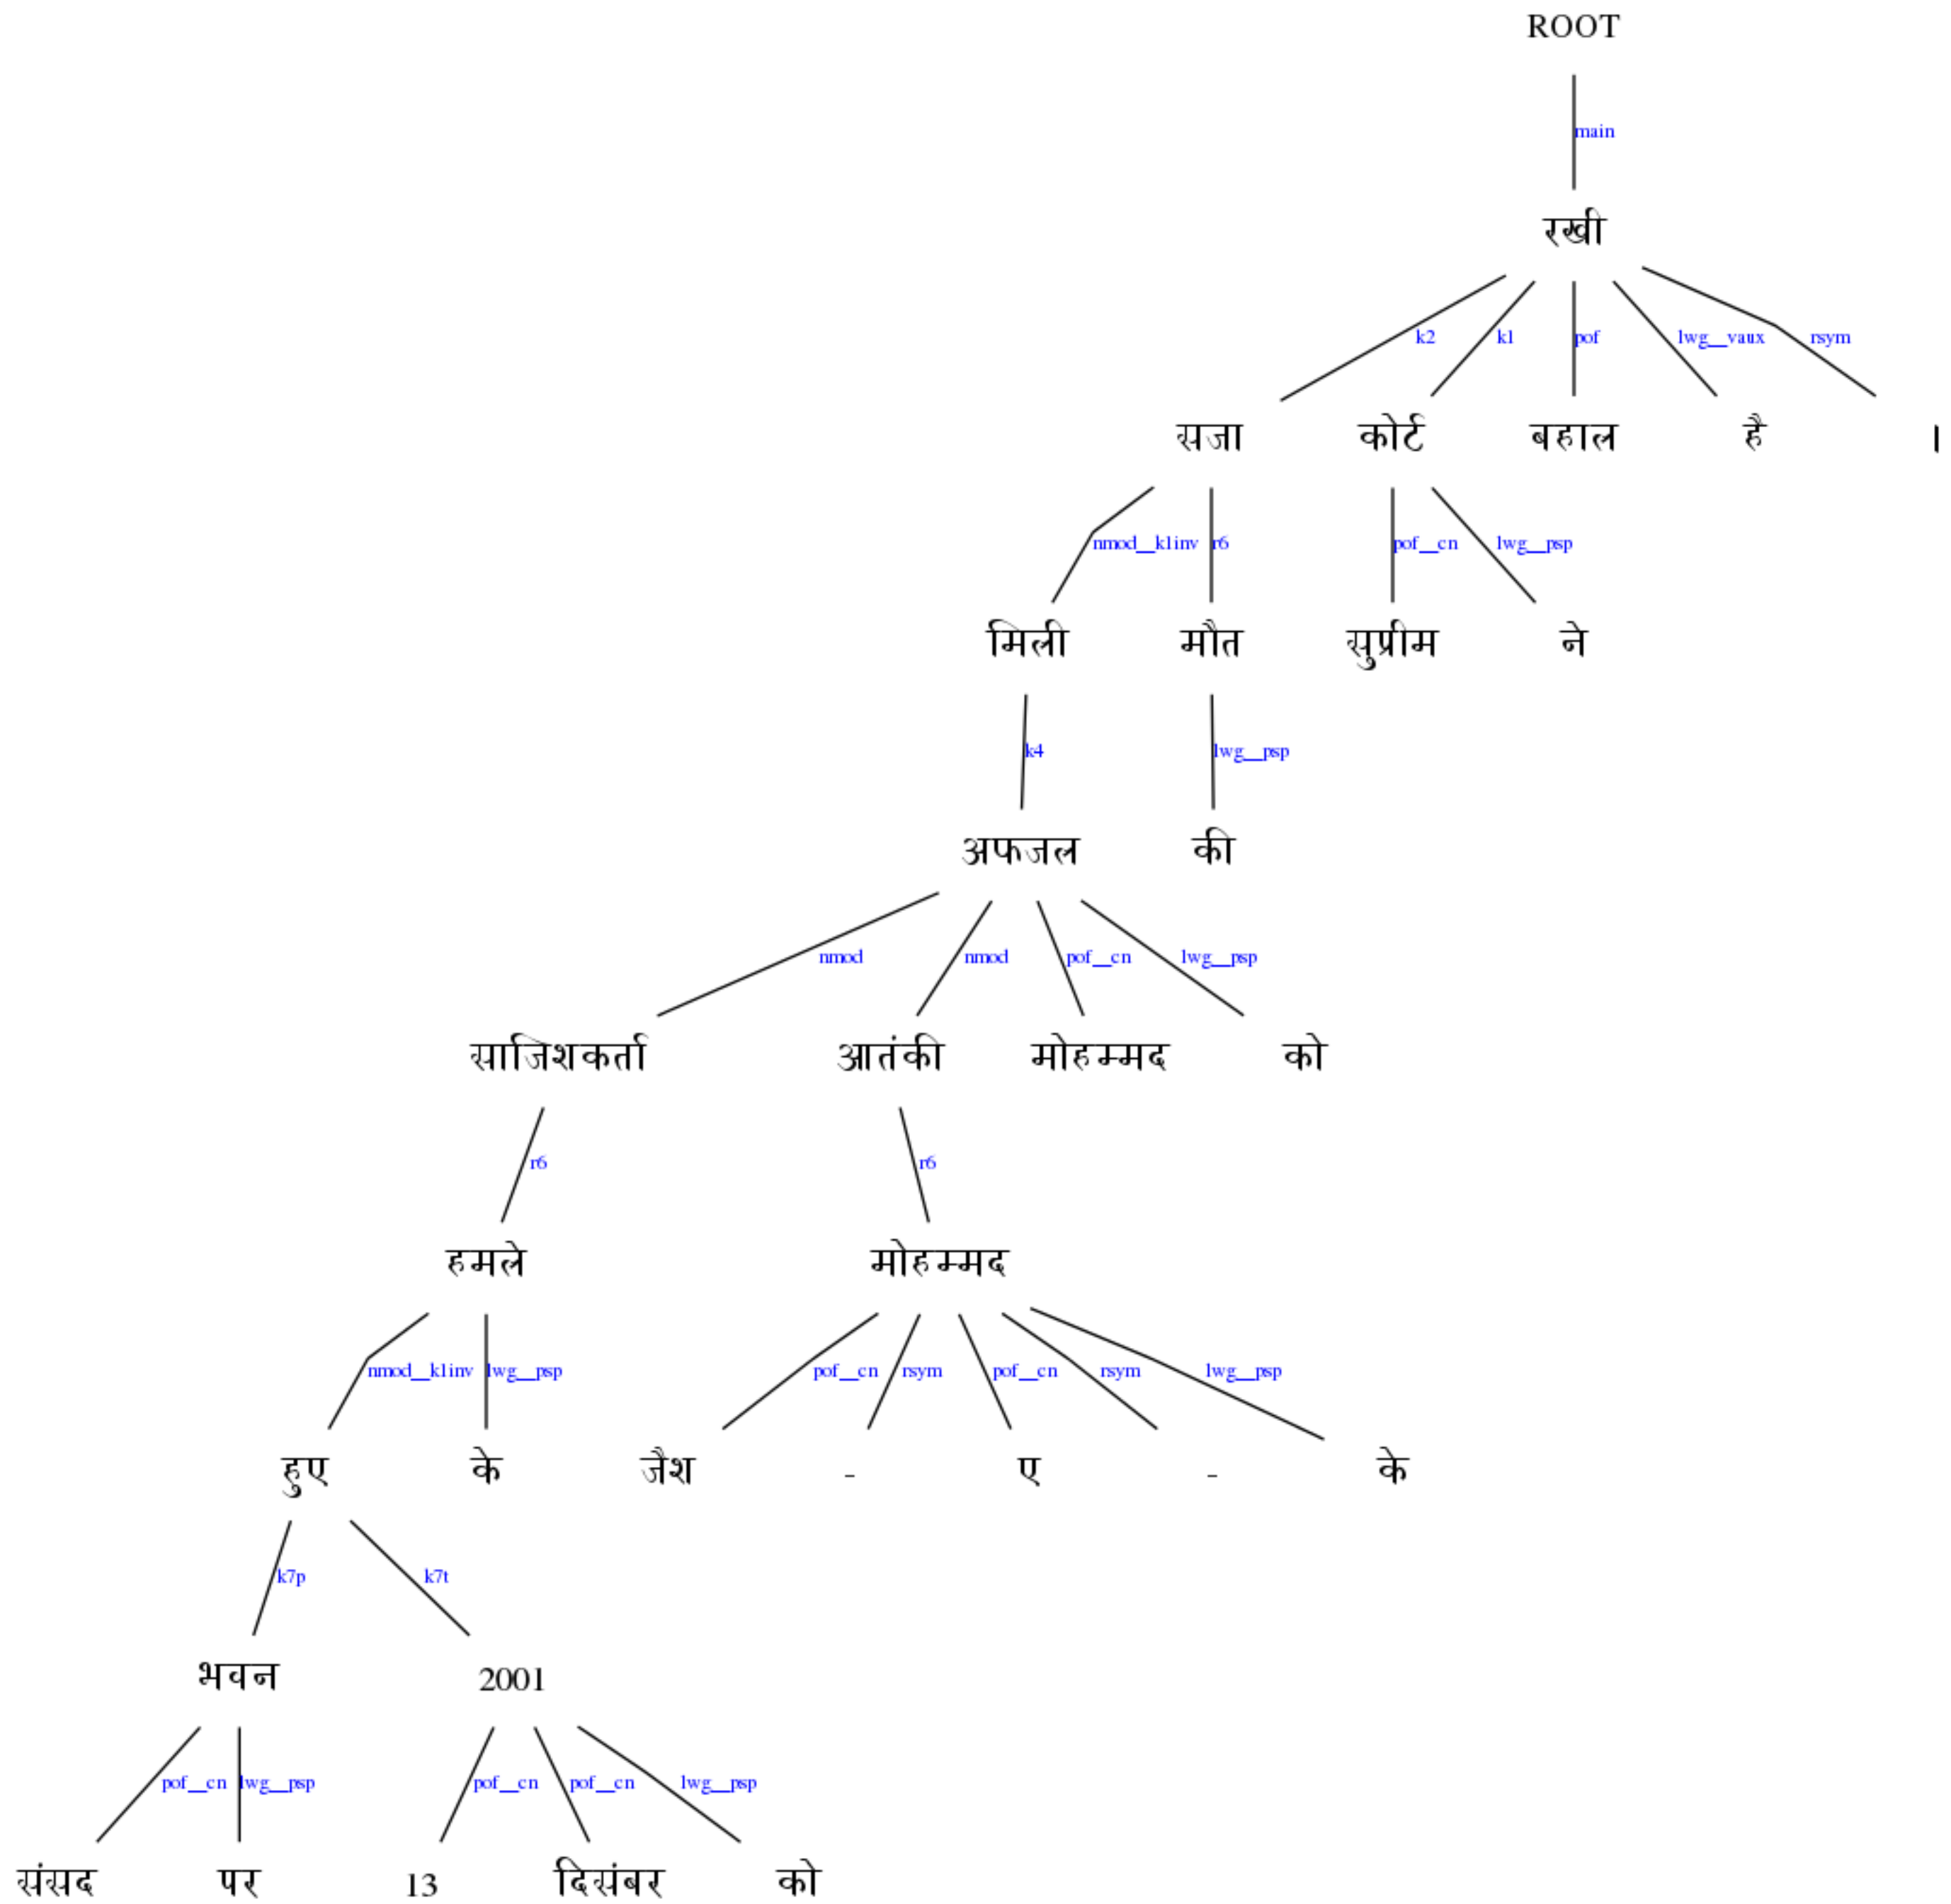 ROOT
main
रखी
k2 k1 pof lwg__vaux rsym
सजा कोर्ट बहाल है ।
nmod__k1inv r6 pof__cn lwg__psp
मिली मौत सुप्रीम ने
k4 lwg__psp
अफजल की
nmod nmod pof__cn lwg__psp
साजिशकर्ता आतंकी मोहम्मद को
r6 r6
हमले मोहम्मद
nmod__k1inv lwg__psp pof__cn rsym pof__cn rsym lwg__psp
हुए के जैश - ए - के
k7p k7t
भवन 2001
pof__cn lwg__psp pof__cn pof__cn lwg__psp
संसद पर 13 दिसंबर को